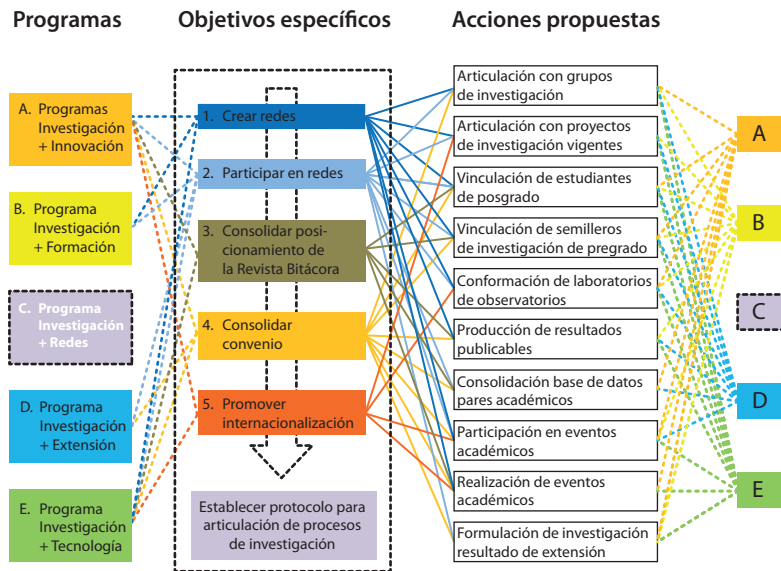 Programas
Objetivos específicos
Acciones propuestas
A. Programas
Investigación
+ Innovación
B. Programa
Investigación
+ Formación
C. Programa
Investigación
+ Redes
D. Programa
Investigación
+ Extensión
E. Programa
Investigación
+ Tecnología
1. Crear redes
2. Participar en redes
3. Consolidar posi-
cionamiento de
la Revista Bitácora
4. Consolidar
convenio
5. Promover
internacionalización
Establecer protocolo para
articulación de procesos
de investigación
Articulación con grupos
de investigación
Articulación con proyectos
de investigación vigentes
Vinculación de estudiantes
de posgrado
Vinculación de semilleros
de investigación de pregrado
Conformación de laboratorios
de observatorios
Producción de resultados
publicables
Consolidación base de datos
pares académicos
Participación en eventos
académicos
Realización de eventos
académicos
Formulación de investigación
resultado de extensión
A
B
C
D
E